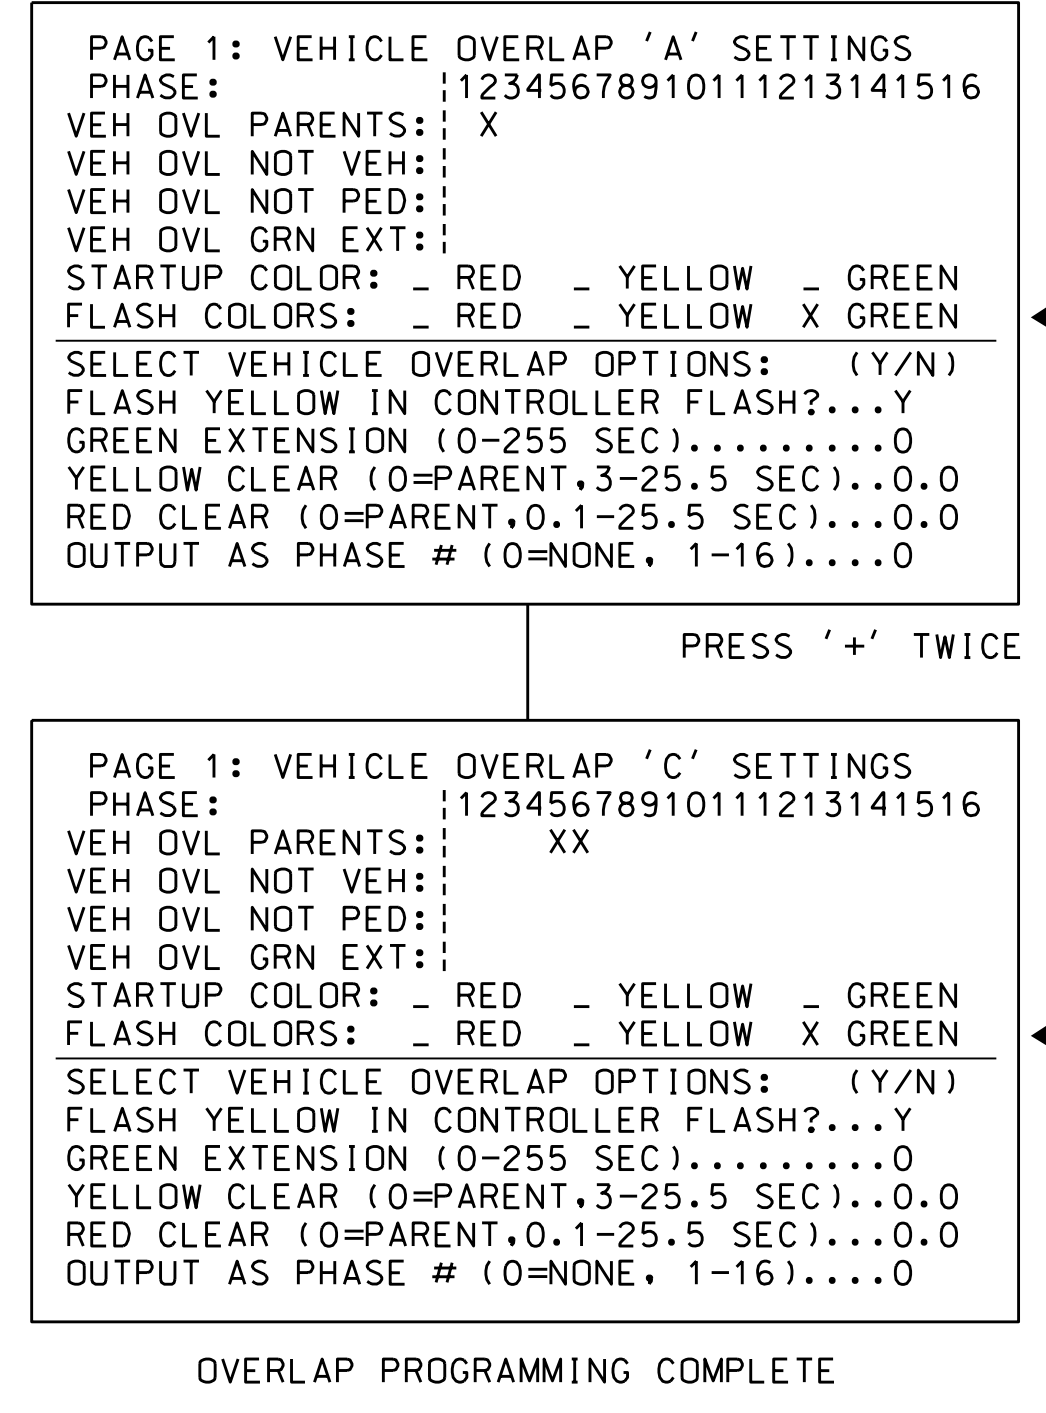 PAGE 1: VEHICLE OVERLAP 'A' SETTINGS
PHASE: ¦12345678910111213141516
VEH OVL PARENTS:¦ X
VEH OVL NOT VEH:¦
VEH OVL NOT PED:¦
VEH OVL GRN EXT:¦
STARTUP COLOR: _ RED _ YELLOW _ GREEN
FLASH COLORS: _ RED _ YELLOW X GREEN
SELECT VEHICLE OVERLAP OPTIONS: (Y/N)
FLASH YELLOW IN CONTROLLER FLASH?...Y
GREEN EXTENSION (0-255 SEC).........0
YELLOW CLEAR (0=PARENT,3-25.5 SEC)..0.0
RED CLEAR (0=PARENT,0.1-25.5 SEC)...0.0
OUTPUT AS PHASE # (0=NONE, 1-16)....0
PRESS '+' TWICE
PAGE 1: VEHICLE OVERLAP 'C' SETTINGS
PHASE: ¦12345678910111213141516
VEH OVL PARENTS:¦ XX
VEH OVL NOT VEH:¦
VEH OVL NOT PED:¦
VEH OVL GRN EXT:¦
STARTUP COLOR: _ RED _ YELLOW _ GREEN
FLASH COLORS: _ RED _ YELLOW X GREEN
SELECT VEHICLE OVERLAP OPTIONS: (Y/N)
FLASH YELLOW IN CONTROLLER FLASH?...Y
GREEN EXTENSION (0-255 SEC).........0
YELLOW CLEAR (0=PARENT,3-25.5 SEC)..0.0
RED CLEAR (0=PARENT,0.1-25.5 SEC)...0.0
OUTPUT AS PHASE # (0=NONE, 1-16)....0
OVERLAP PROGRAMMING COMPLETE